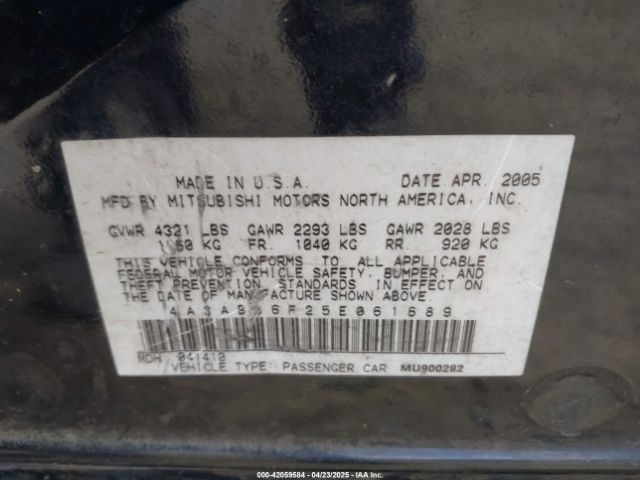 MADE IN U.S.A. DATE APR. 2005
MFD BY MITSUBISHI MOTORS NORTH AMERICA, INC.
GVWR 4321 LBS GAWR 2293 LBS GAWR 2028 LBS
KG FR. 1040 KG RR. 920 KG
THIS VEHICLE CONFORMS TO ALL APPLICABLE
FEDERAL MOTOR VEHICLE SAFETY, BUMPER, AND
THEFT PREVENTION STANDARDS IN EFFECT ON
THE DATE OF MANUFACTURE SHOWN ABOVE.
041410
VEHICLE TYPE: PASSENGER CAR MU900282
000-42059584 - 04/23/2025 - IAA Inc.